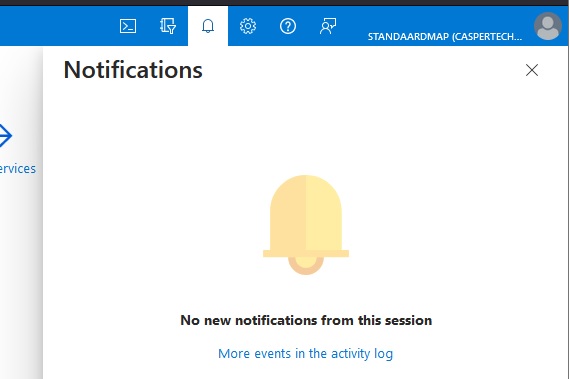 STANDAARDMAP (CASPERTECH...
Notifications
ervices
No new notifications from this session
More events in the activity log